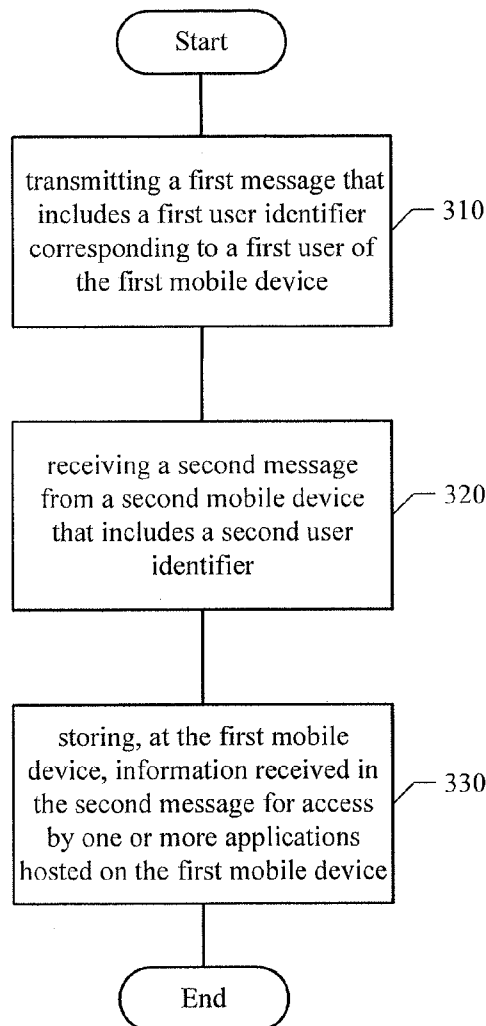 Start
transmitting a first message that
includes a first user identifier
corresponding to a first user of
the first mobile device
310
receiving a second message
from a second mobile device
that includes a second user
identifier
320
storing, at the first mobile
device, information received in
the second message for access
by one or more applications
hosted on the first mobile device
330
End